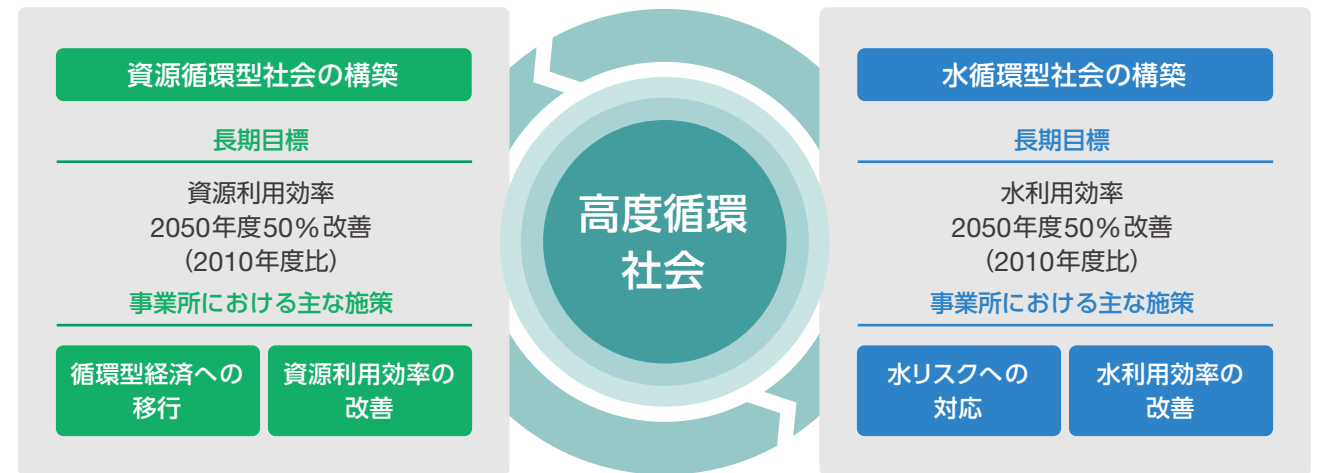 資源循環型社会の構築
長期目標
資源利用効率
2050年度50%改善
(2010年度比)
事業所における主な施策
循環型経済への
移行
資源利用効率の
改善
高度循環
社会
水循環型社会の構築
長期目標
水利用効率
2050年度50%改善
(2010年度比)
事業所における主な施策
水リスクへの
対応
水利用効率の
改善